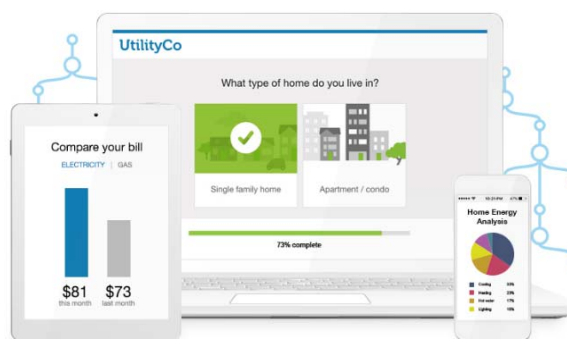 UtilityCo
What type of home do you live in?
Single family home
Apartment / condo
73% complete
Compare your bill
ELECTRICITY | GAS
$81
this month
$73
last month
Home Energy
Analysis
Cooling
Heating
Hot water
Lighting